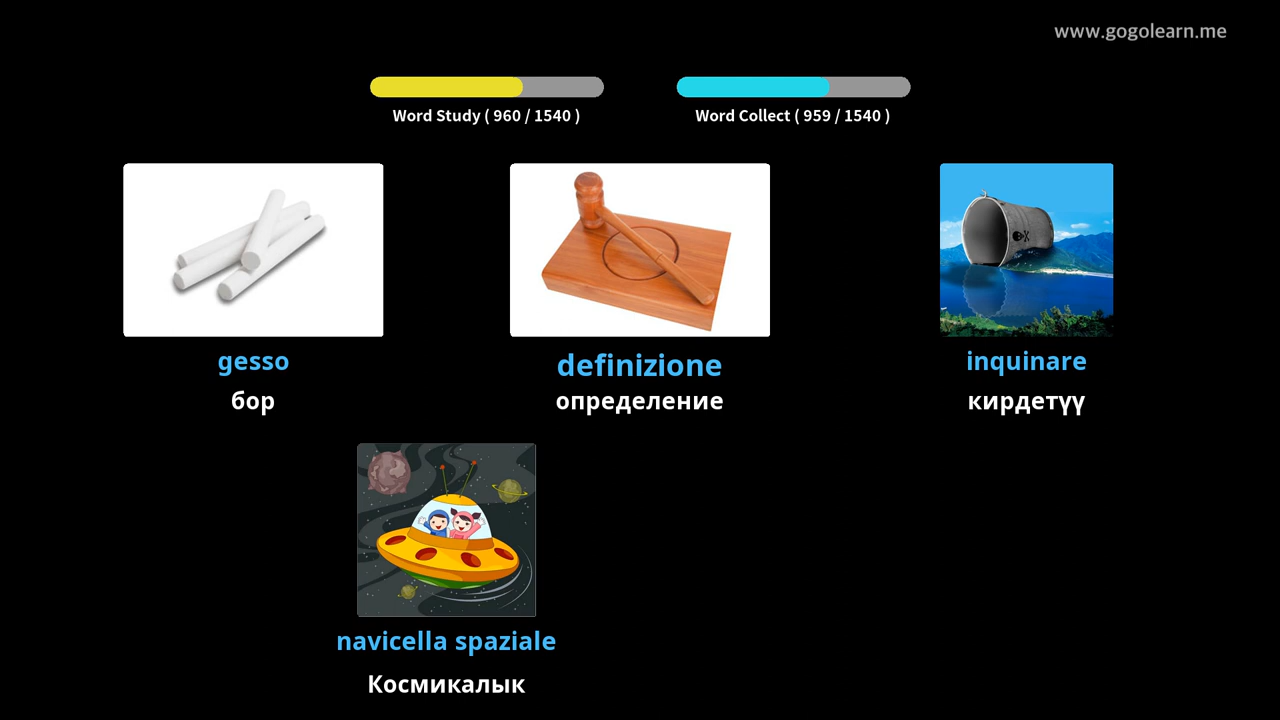 www.gogolearn.me
Word Study ( 960 / 1540 )
Word Collect ( 959 / 1540 )
gesso
бор
definizione
определение
inquinare
кирдетүү
navicella spaziale
Космикалык